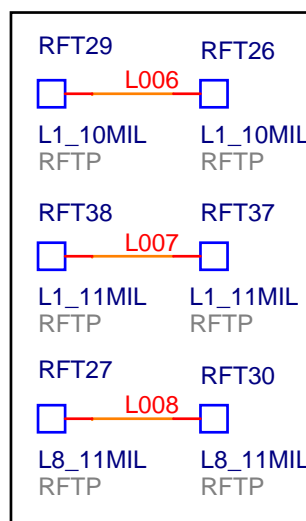 RFT29 RFT26
L006
L1_10MIL L1_10MIL
RFTP RFTP
RFT38 RFT37
L007
L1_11MIL L1_11MIL
RFTP RFTP
RFT27 RFT30
L008
L8_11MIL L8_11MIL
RFTP RFTP